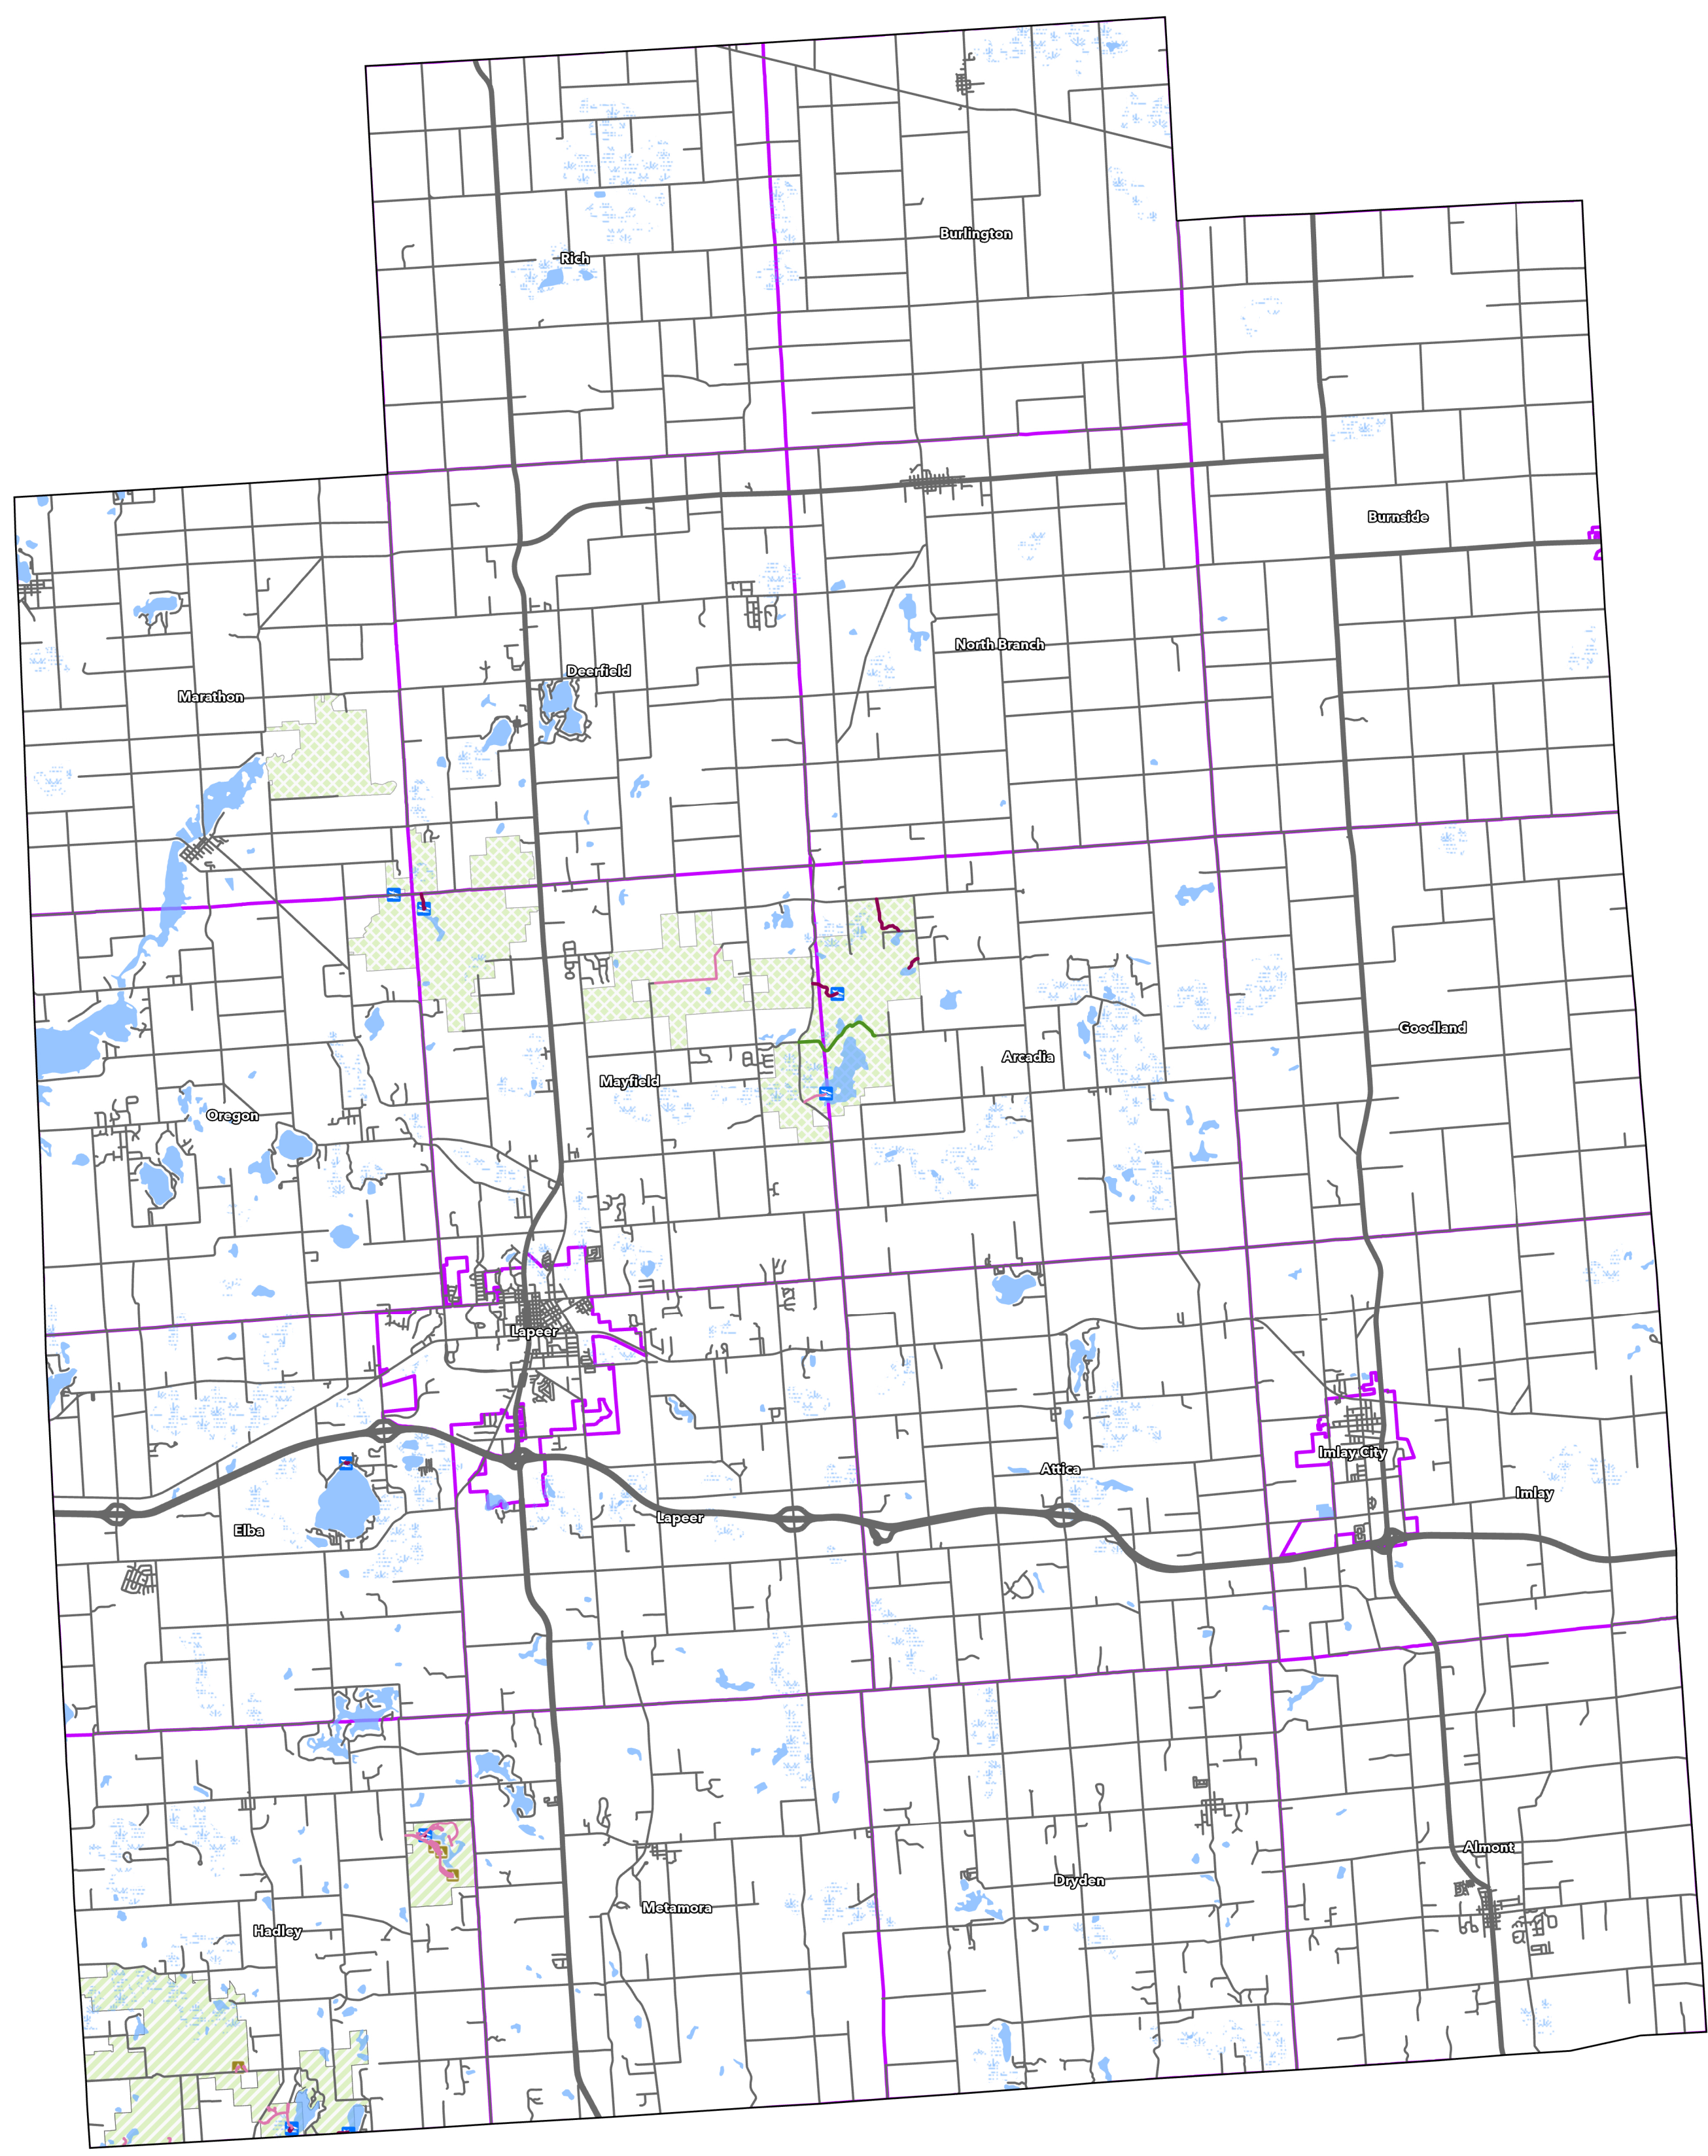 Burlington
Rich
Burnside
North Branch
Deerfield
Marathon
Goodland
Arcadia
Mayfield
Oregon
Lapeer
Imlay City
Attica
Imlay
Lapeer
Elba
Almont
Dryden
Metamora
Hadley